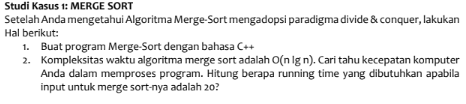 Studi Kasus 1: MERGE SORT
Setelah Anda mengetahui Algoritma Merge-Sort mengadopsi paradigma divide & conquer, lakukan
Hal berikut:
1. Buat program Merge-Sort dengan bahasa C++
2. Kompleksitas waktu algoritma merge sort adalah O(n lg n). Cari tahu kecepatan komputer
Anda dalam memproses program. Hitung berapa running time yang dibutuhkan apabila
input untuk merge sort-nya adalah 20?